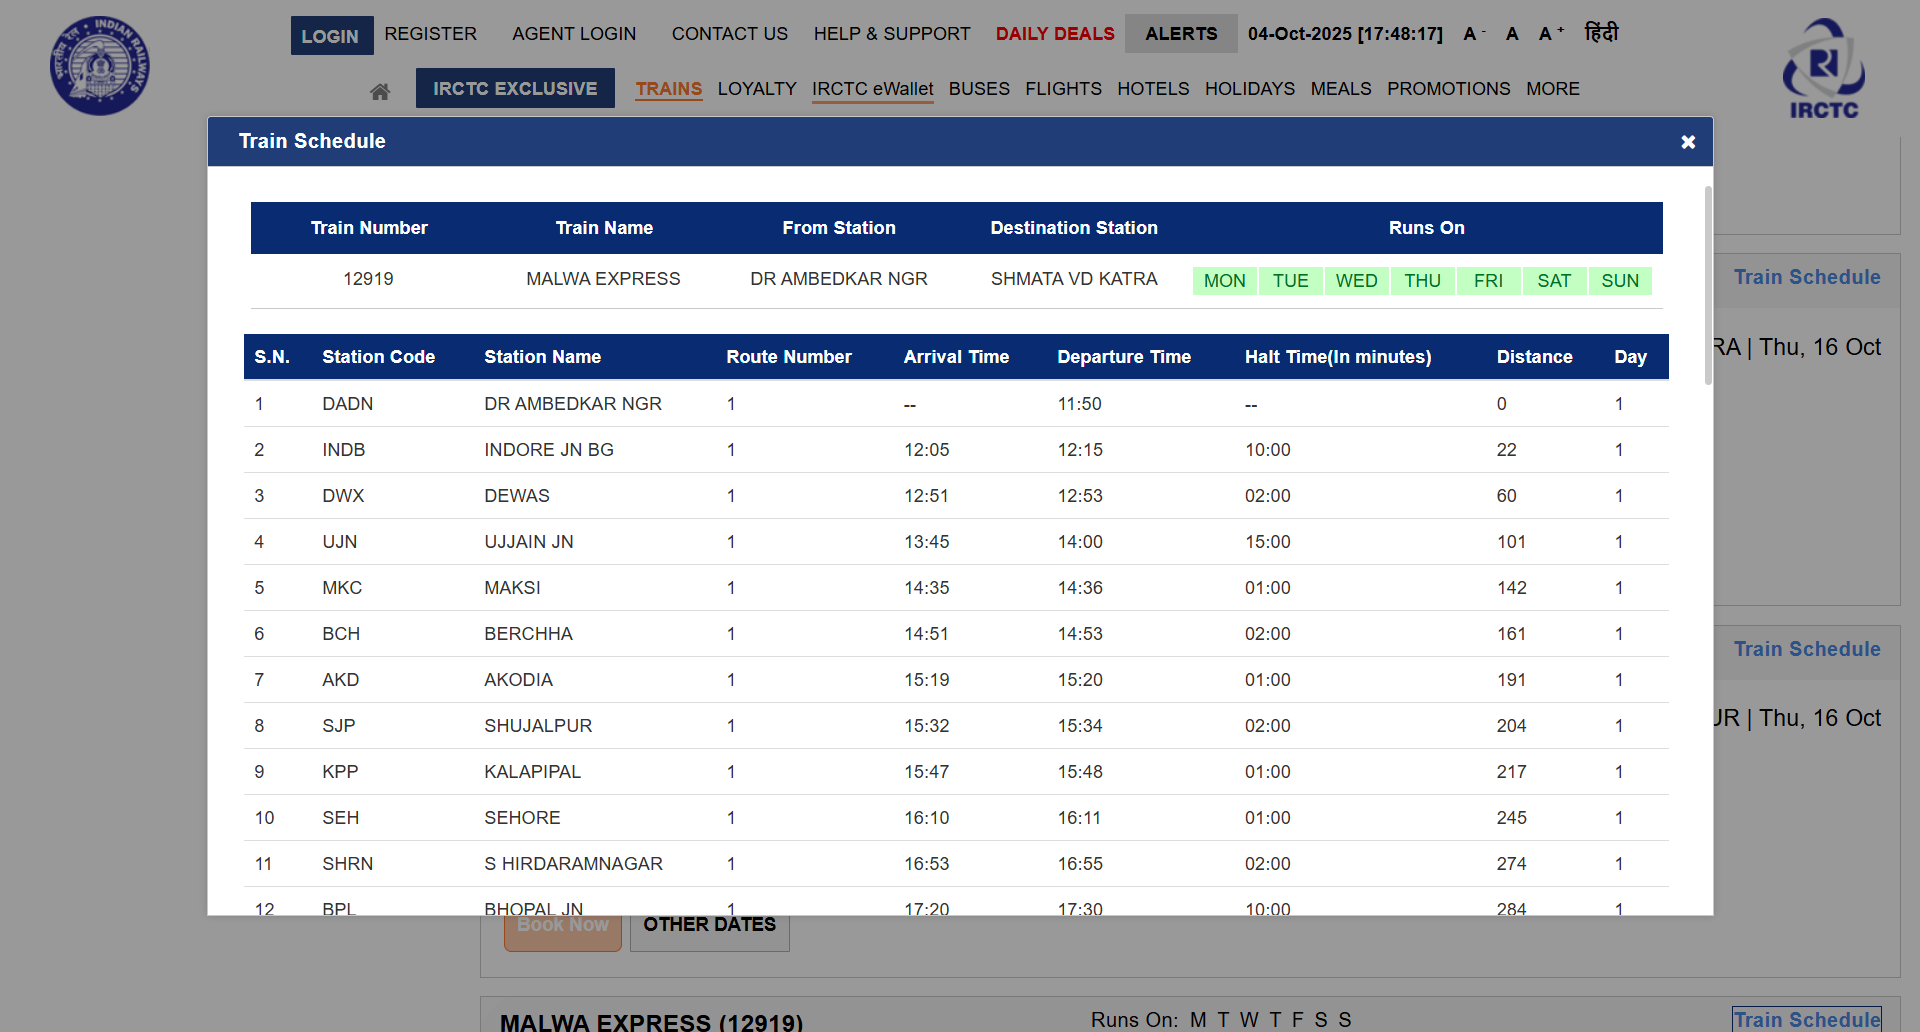 LOGIN REGISTER AGENT LOGIN CONTACT US HELP & SUPPORT DAILY DEALS ALERTS 04-Oct-2025 [17:48:17] A - A A + हिंदी
INDIAN RAILWAYS
भारतीय रेल
IRCTC
IRCTC EXCLUSIVE TRAINS LOYALTY IRCTC eWallet BUSES FLIGHTS HOTELS HOLIDAYS MEALS PROMOTIONS MORE
Train Schedule
Train Number Train Name From Station Destination Station Runs On
12919 MALWA EXPRESS DR AMBEDKAR NGR SHMATA VD KATRA MON TUE WED THU FRI SAT SUN
S.N. Station Code Station Name Route Number Arrival Time Departure Time Halt Time(In minutes) Distance Day
1 DADN DR AMBEDKAR NGR 1 -- 11:50 -- 0 1
2 INDB INDORE JN BG 1 12:05 12:15 10:00 22 1
3 DWX DEWAS 1 12:51 12:53 02:00 60 1
4 UJN UJJAIN JN 1 13:45 14:00 15:00 101 1
5 MKC MAKSI 1 14:35 14:36 01:00 142 1
6 BCH BERCHHA 1 14:51 14:53 02:00 161 1
7 AKD AKODIA 1 15:19 15:20 01:00 191 1
8 SJP SHUJALPUR 1 15:32 15:34 02:00 204 1
9 KPP KALAPIPAL 1 15:47 15:48 01:00 217 1
10 SEH SEHORE 1 16:10 16:11 01:00 245 1
11 SHRN S HIRDARAMNAGAR 1 16:53 16:55 02:00 274 1
12 BPL BHOPAL JN 1 17:20 17:30 10:00 284 1
Train Schedule
RA | Thu, 16 Oct
Train Schedule
UR | Thu, 16 Oct
Book Now OTHER DATES
MALWA EXPRESS (12919) Runs On: M T W T F S S Train Schedule